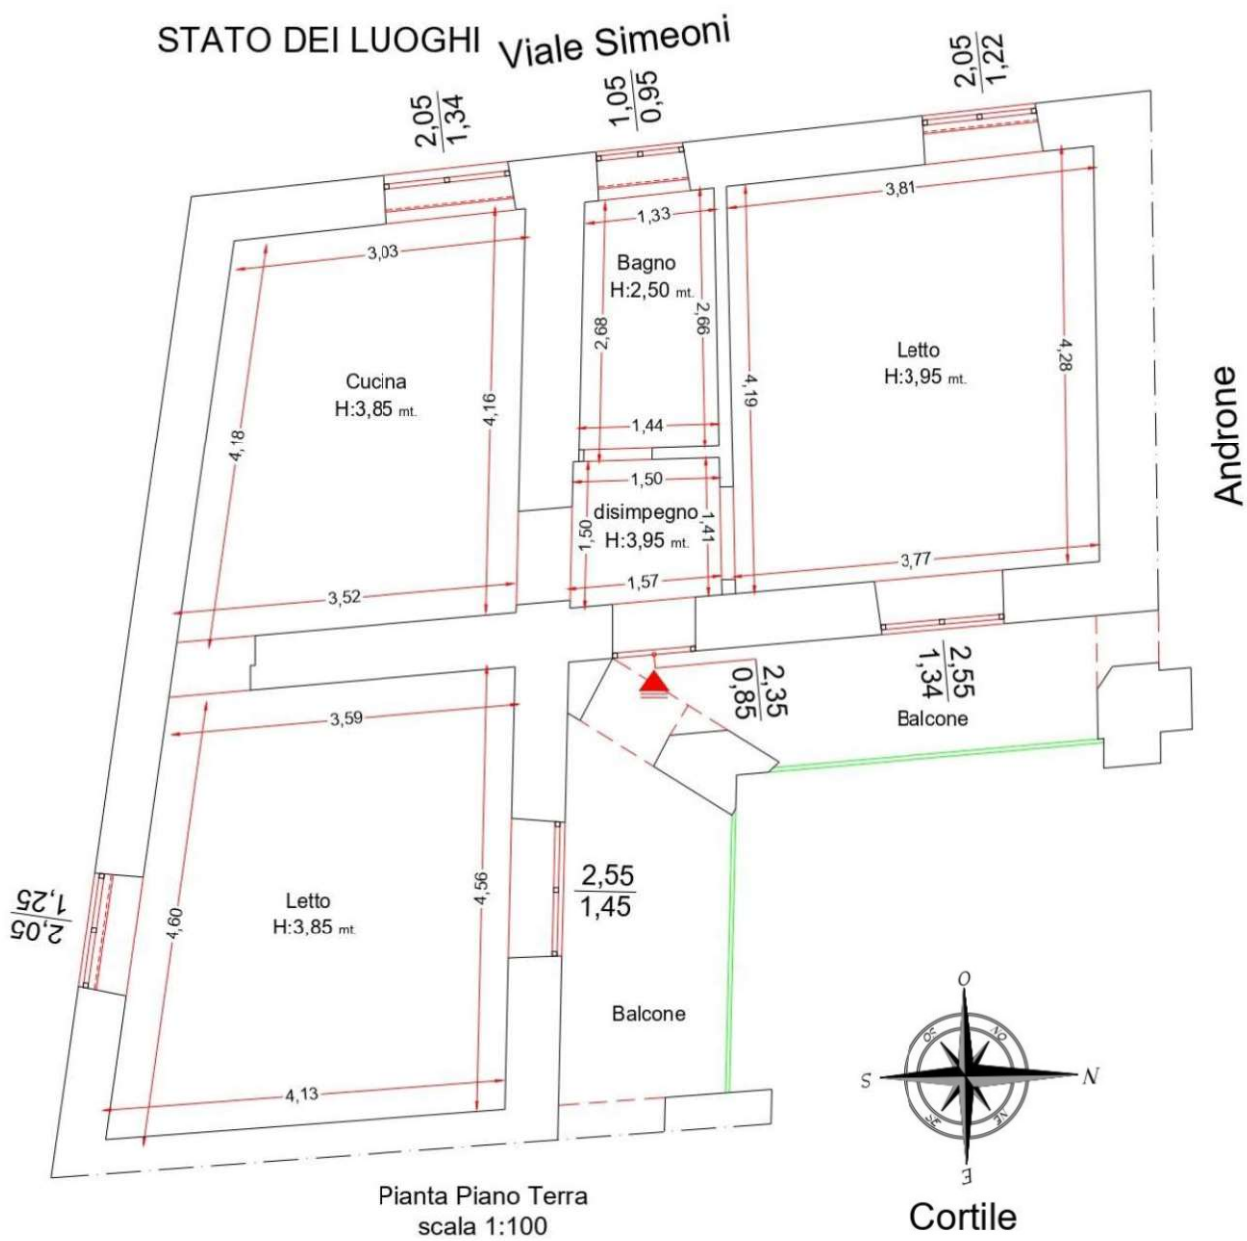 STATO DEI LUOGHI
Viale Simeoni
2,05
1,34
1,05
0,95
2,05
1,22
3,03
1,33
3,81
Bagno
H:2,50 mt.
2,68
2,66
Letto
H:3,95 mt.
4,19
4,28
Cucina
H:3,85 mt.
4,18
4,16
Androne
1,44
1,50
disimpegno
H:3,95 mt.
1,50
1,41
1,57
3,77
3,52
2,35
0,85
2,55
1,34
Balcone
3,59
2,05
1,25
4,60
4,56
Letto
H:3,85 mt.
2,55
1,45
Balcone
4,13
O
SO
NO
S
N
SE
NE
E
Pianta Piano Terra
scala 1:100
Cortile